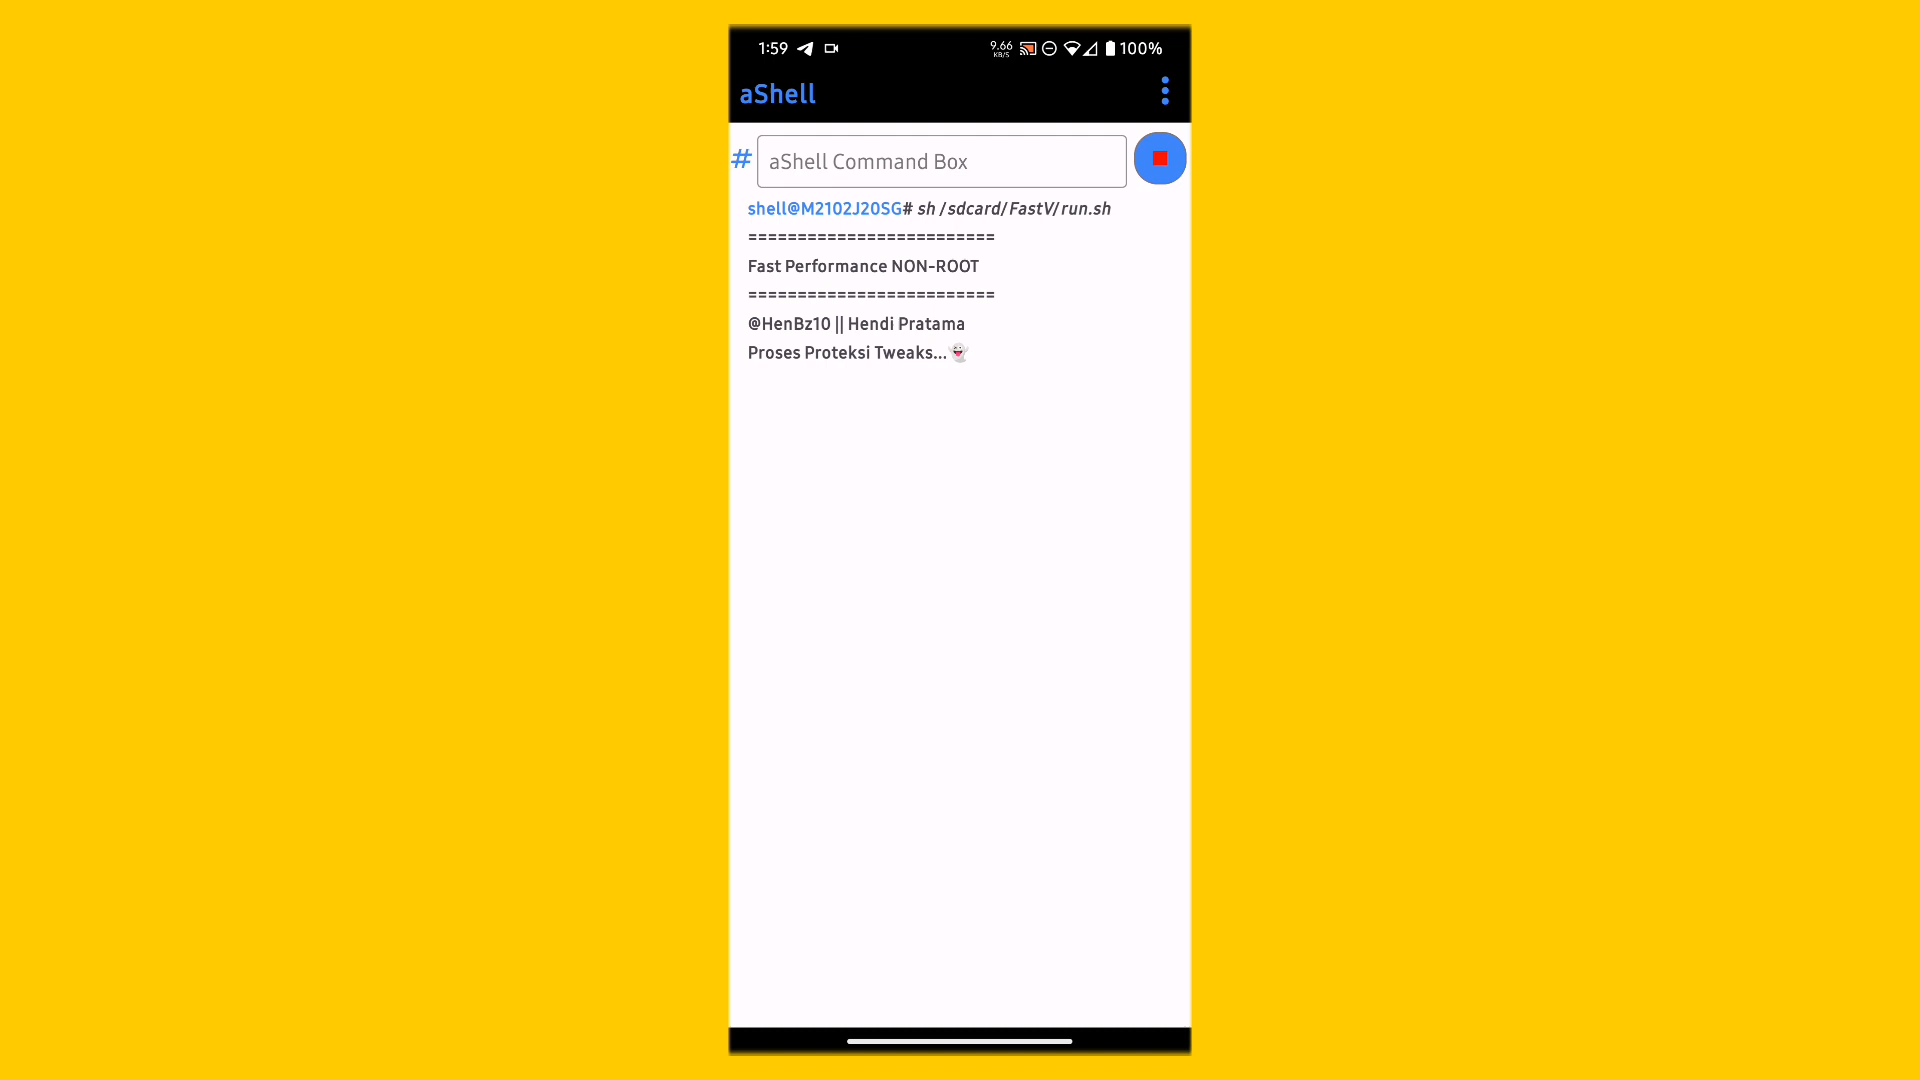 1:59 9.66 KB/S 100%
aShell
# aShell Command Box
shell@M2102J20SG# sh /sdcard/FastV/run.sh
=========================
Fast Performance NON-ROOT
=========================
@HenBz10 || Hendi Pratama
Proses Proteksi Tweaks...👻